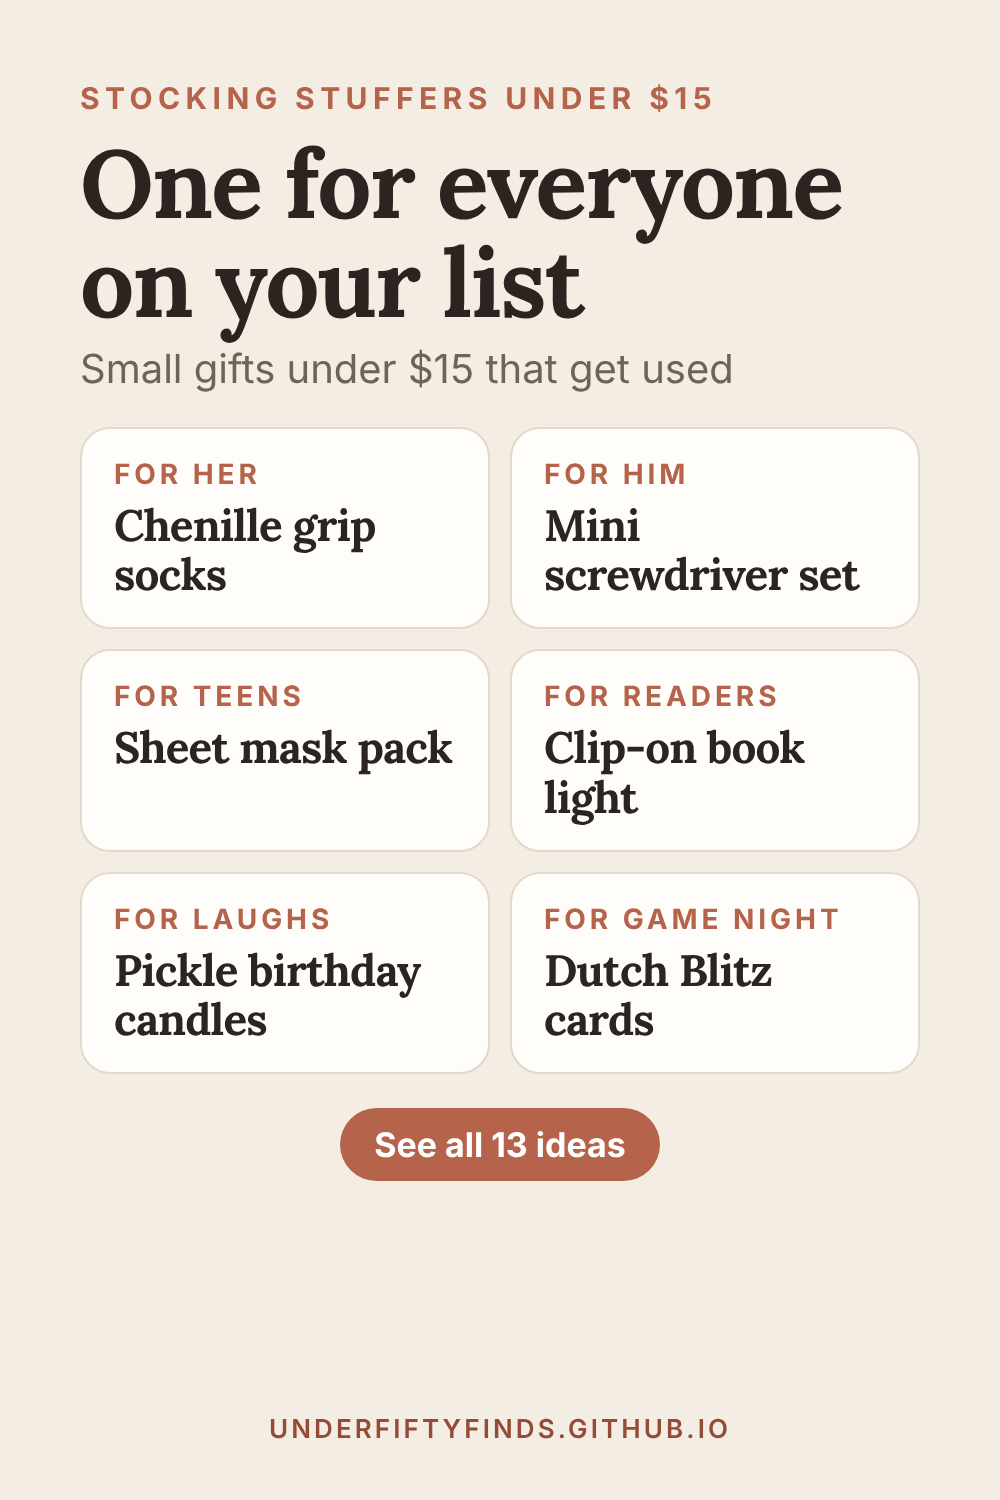 STOCKING STUFFERS UNDER $15
One for everyone
on your list
Small gifts under $15 that get used
FOR HER
Chenille grip
socks
FOR HIM
Mini
screwdriver set
FOR TEENS
Sheet mask pack
FOR READERS
Clip-on book
light
FOR LAUGHS
Pickle birthday
candles
FOR GAME NIGHT
Dutch Blitz
cards
See all 13 ideas
UNDERFIFTYFINDS.GITHUB.IO